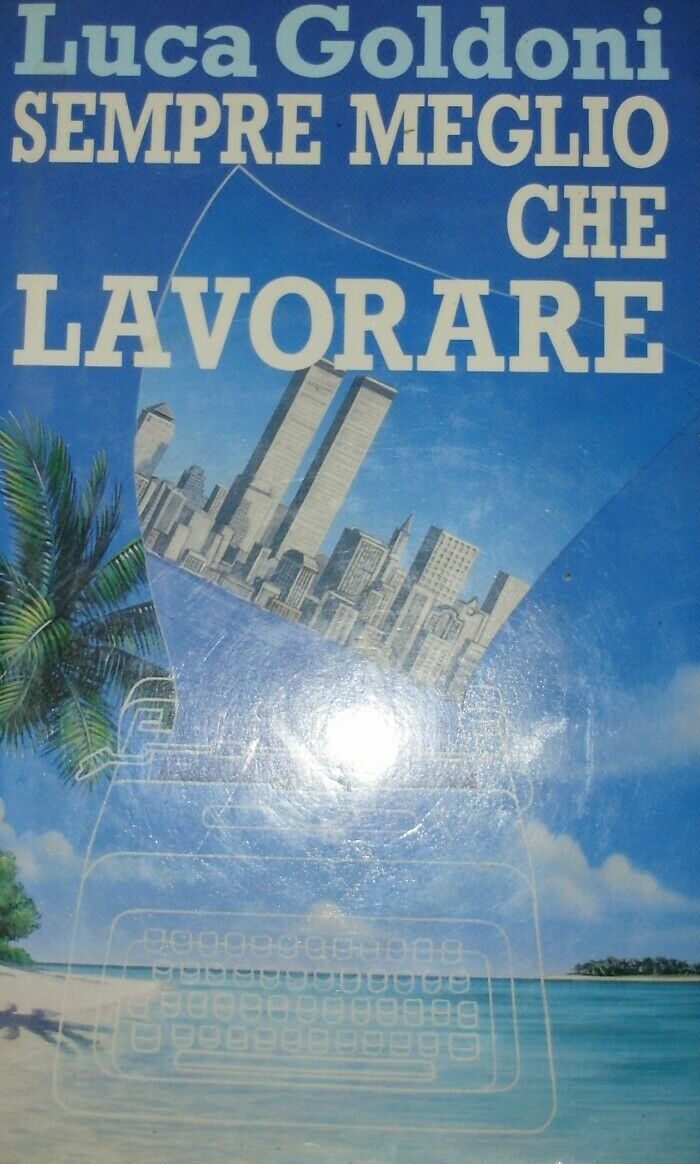 Luca Goldoni
SEMPRE MEGLIO
CHE
LAVORARE